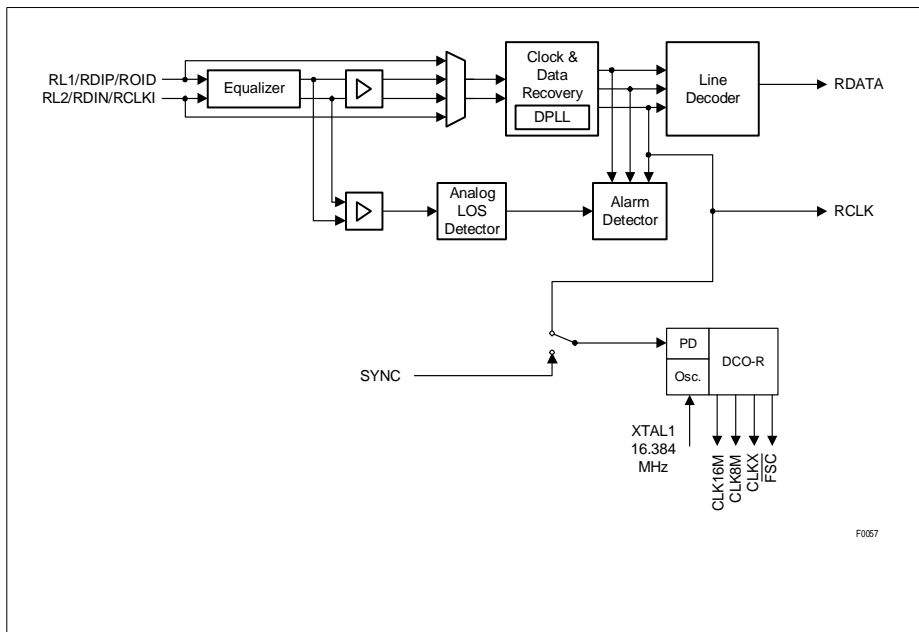 RL1/RDIP/ROID
RL2/RDIN/RCLKI
Equalizer
Clock &
Data
Recovery
DPLL
Line
Decoder
RDATA
Analog
LOS
Detector
Alarm
Detector
RCLK
SYNC
PD
Osc.
DCO-R
XTAL1
16.384
MHz
CLK16M
CLK8M
CLKX
FSC
F0057